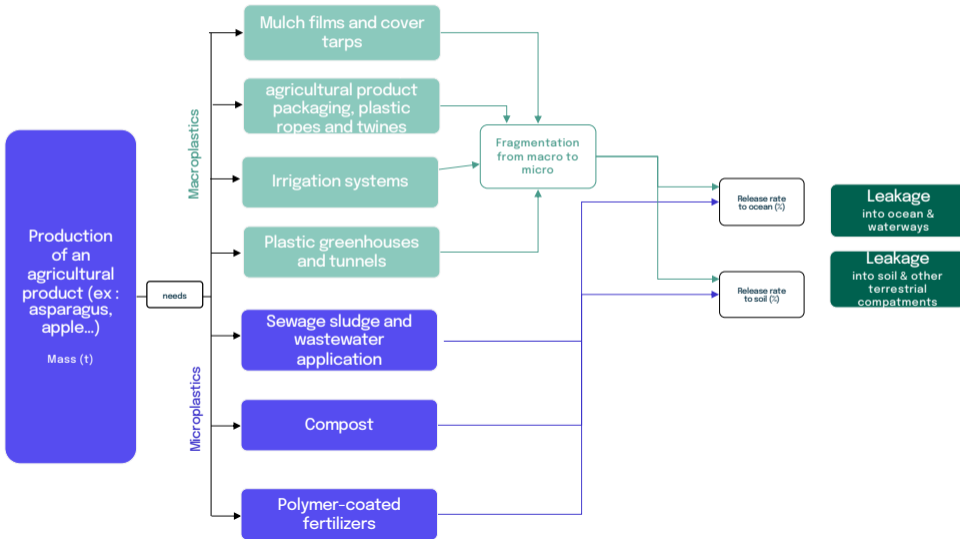 Production
of an
agricultural
product (ex :
asparagus,
apple...)
Mass (t)
needs
Macroplastics
Microplastics
Mulch films and cover
tarps
agricultural product
packaging, plastic
ropes and twines
Irrigation systems
Plastic greenhouses
and tunnels
Sewage sludge and
wastewater
application
Compost
Polymer-coated
fertilizers
Fragmentation
from macro to
micro
Release rate
to ocean (%)
Release rate
to soil (%)
Leakage
into ocean &
waterways
Leakage
into soil & other
terrestrial
compatments